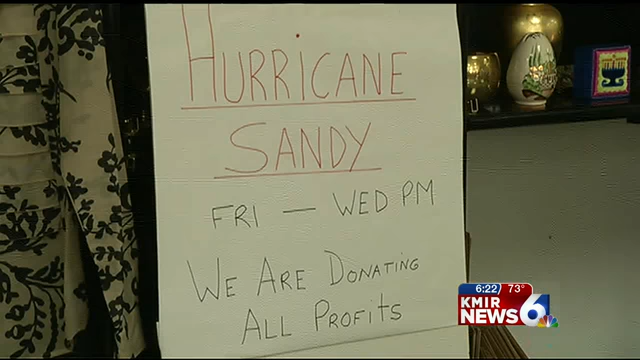 HURRICANE
SANDY
FRI — WED PM
WE ARE DONATING
ALL PROFITS
6:22 73°
KMIR
NEWS 6